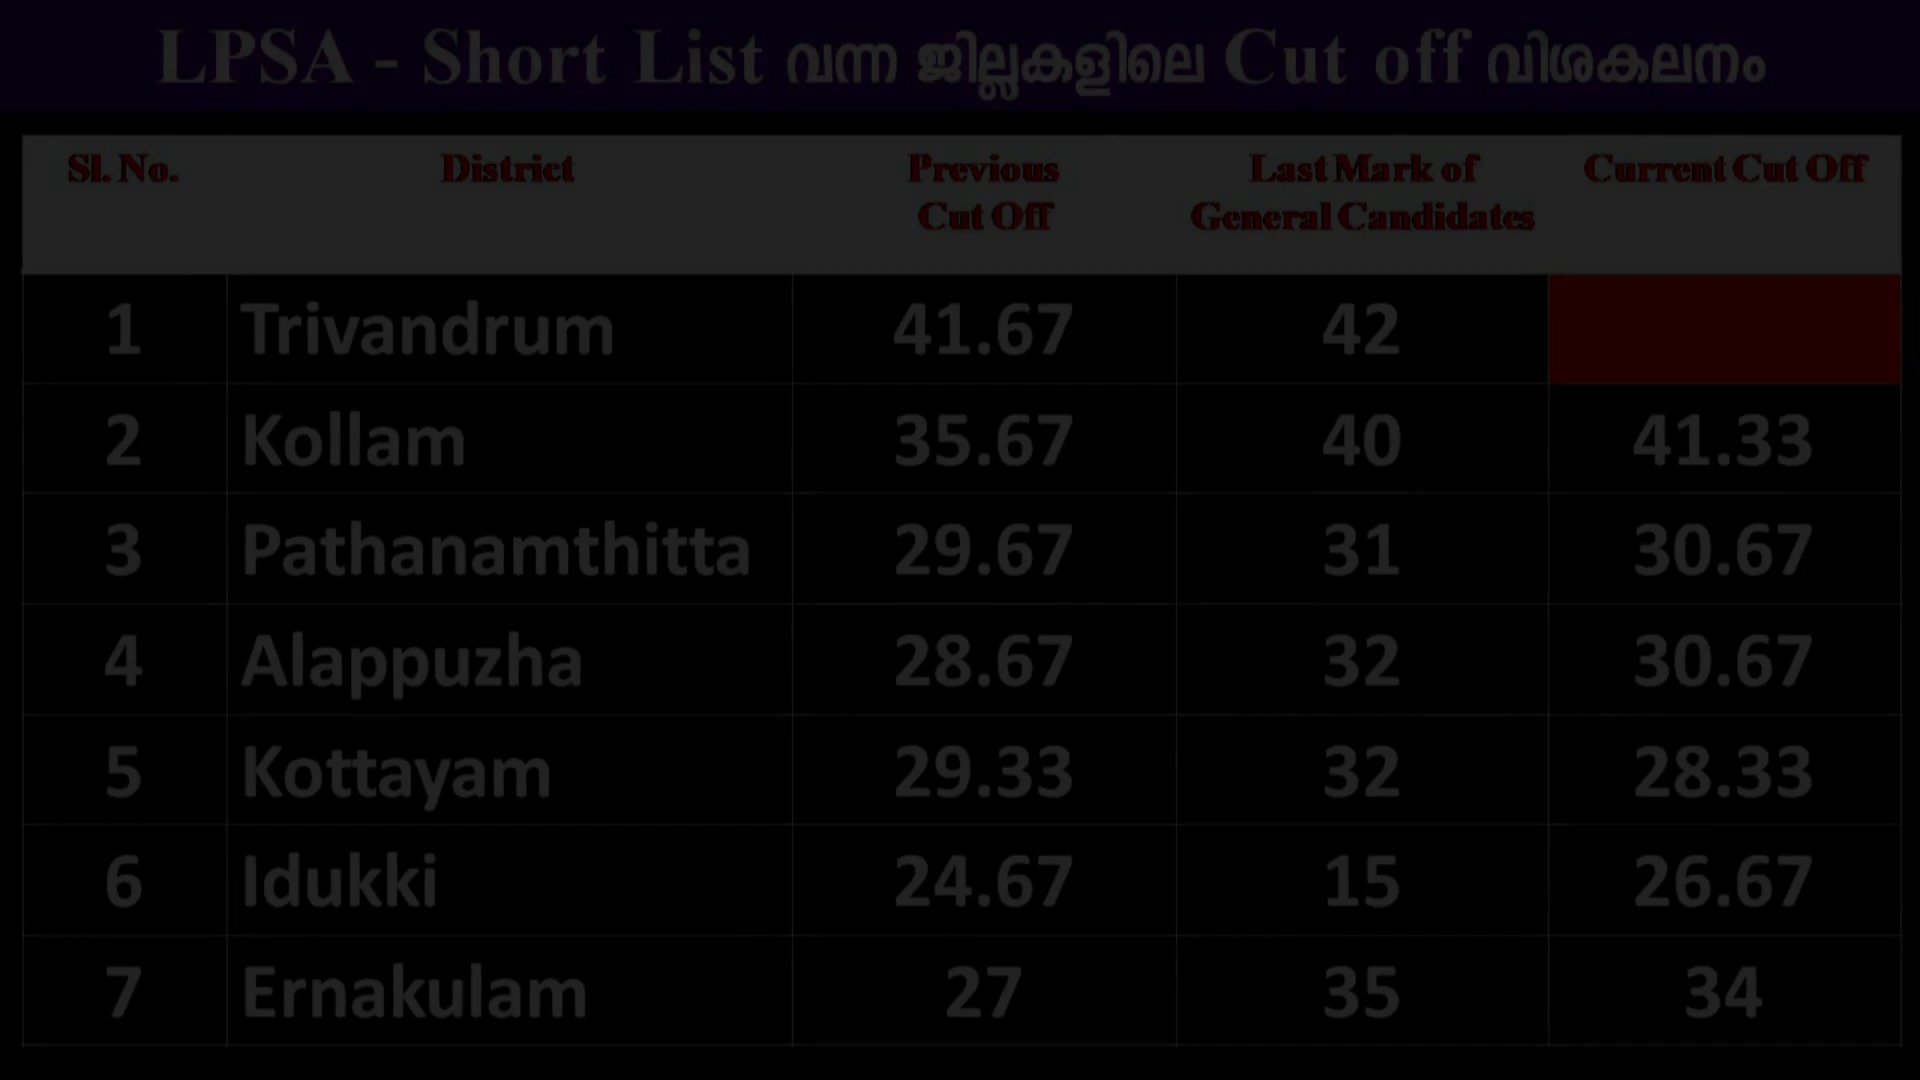 LPSA - Short List വന്ന ജില്ലകളിലെ Cut off വിശകലനം
Sl. No. District Previous Cut Off Last Mark of General Candidates Current Cut Off
1 Trivandrum 41.67 42
2 Kollam 35.67 40 41.33
3 Pathanamthitta 29.67 31 30.67
4 Alappuzha 28.67 32 30.67
5 Kottayam 29.33 32 28.33
6 Idukki 24.67 15 26.67
7 Ernakulam 27 35 34